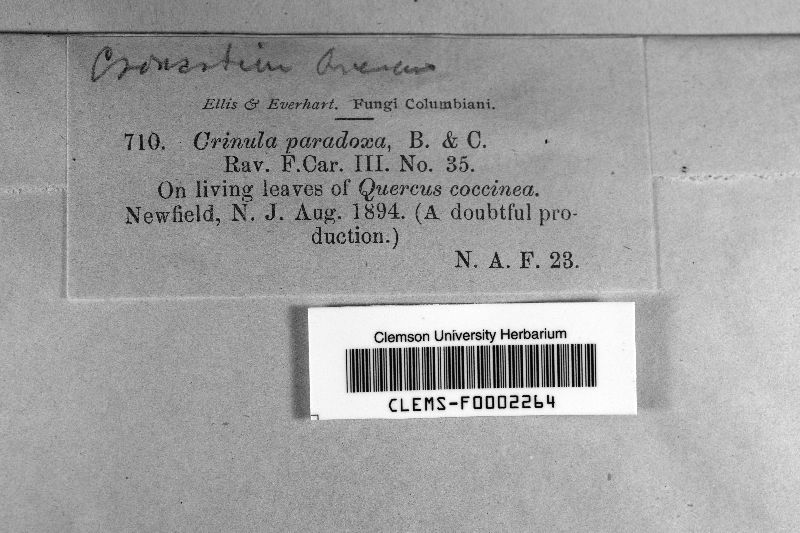 Cronartium
Ellis & Everhart. Fungi Columbiani.
710. Crinula paradoxa, B. & C.
Rav. F.Car. III. No. 35.
On living leaves of Quercus coccinea.
Newfield, N. J. Aug. 1894. (A doubtful pro-
duction.)
N. A. F. 23.
Clemson University Herbarium
CLEMS-F0002264